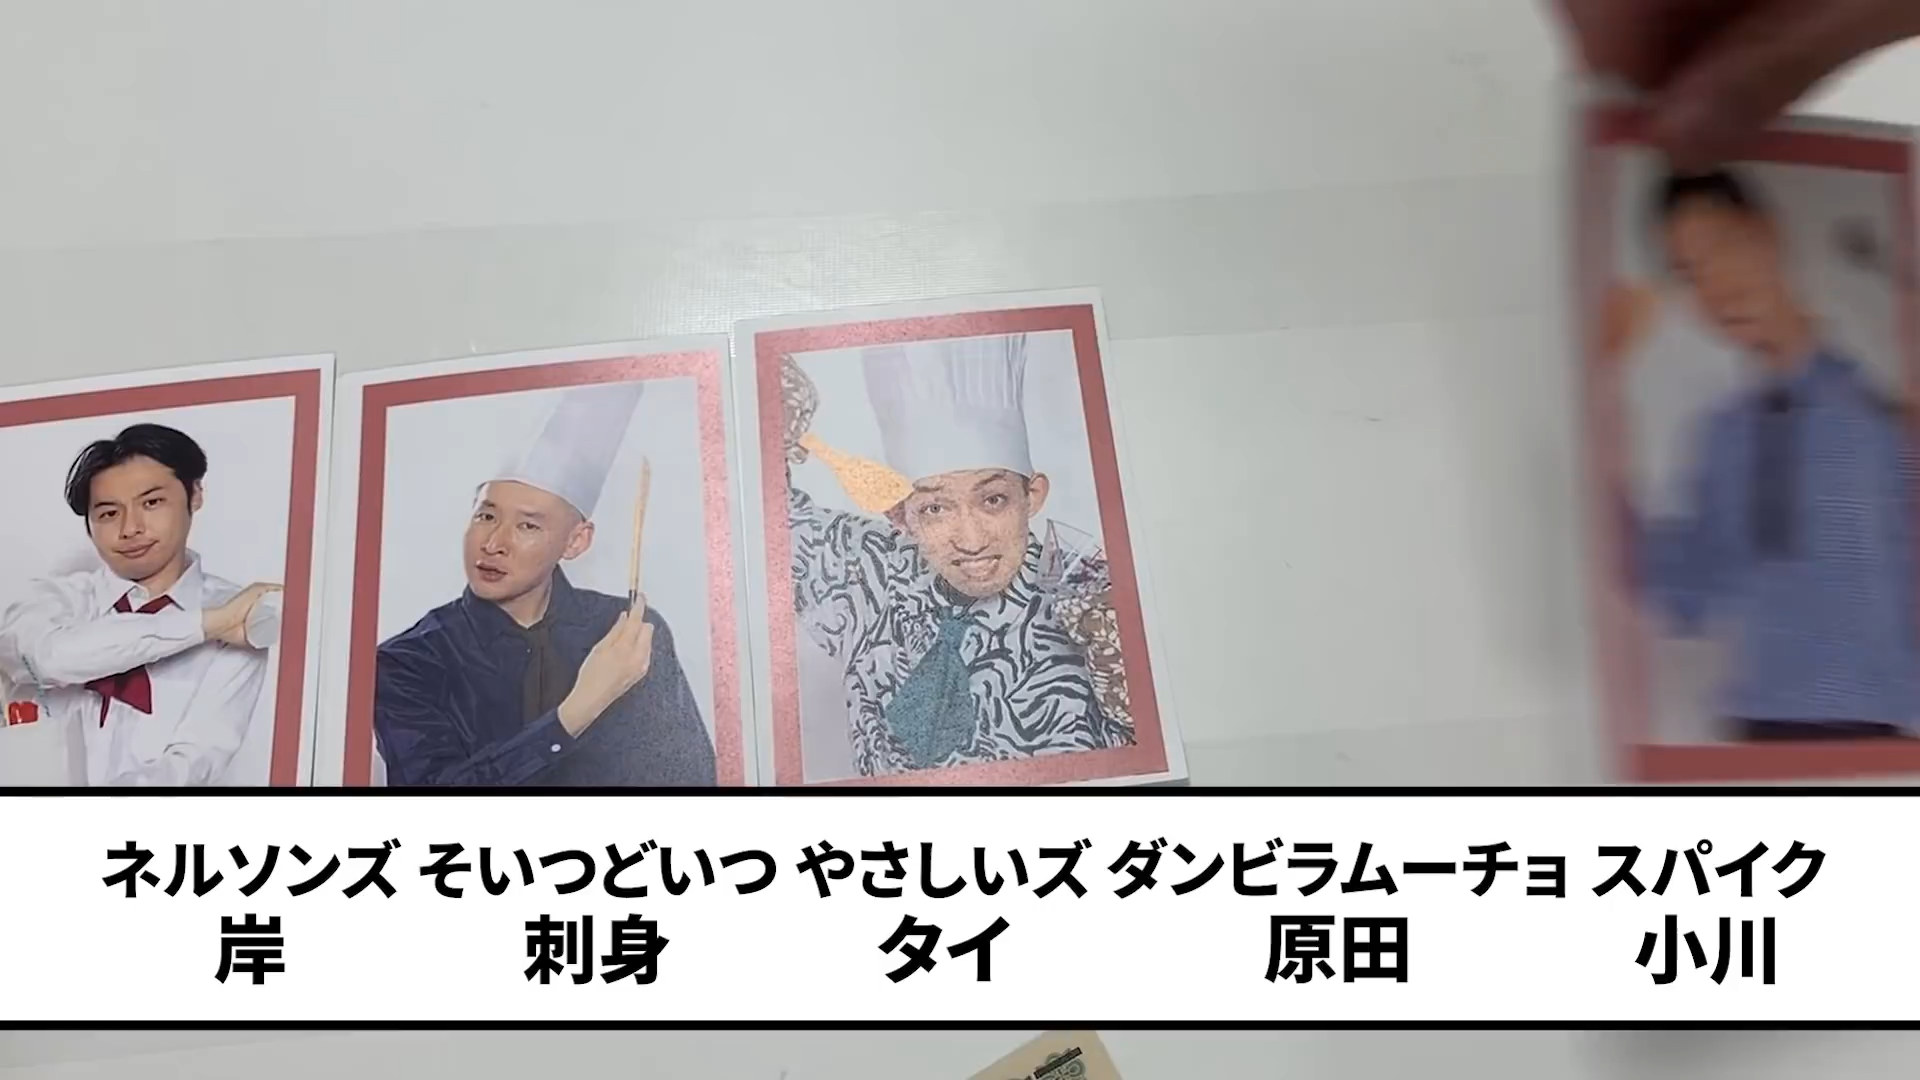 ネルソンズ そいつどいつ やさしいズ ダンビラムーチョ スパイク
岸 刺身 タイ 原田 小川